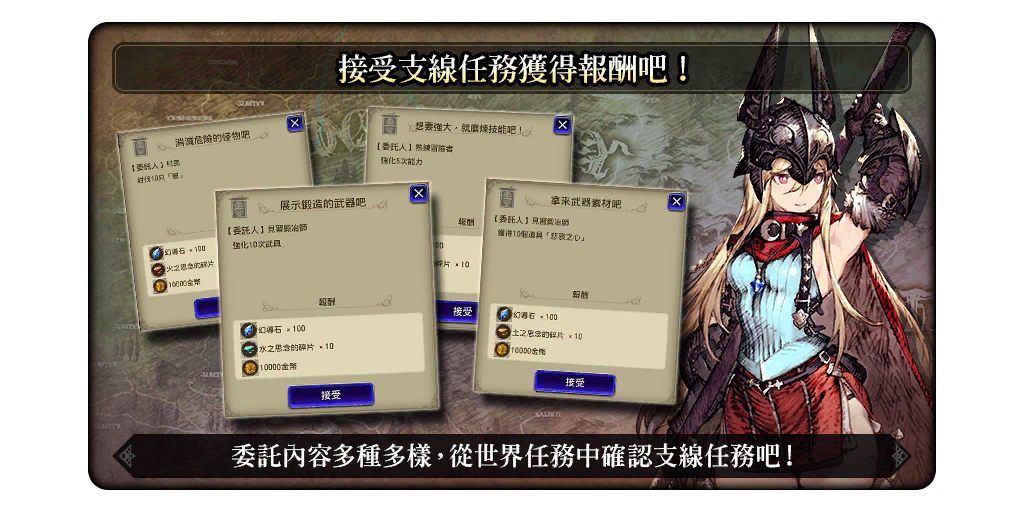 接受支線任務獲得報酬吧！
消滅危險的怪物吧
【委託人】村民
討伐10只「狼」
幻導石 ×100
火之思念的碎片
10000金幣
想要強大，就磨煉技能吧！
【委託人】熟練冒險者
強化5次能力
報酬
00
碎片 ×10
接受
展示鍛造的武器吧
【委託人】見習鍛冶師
強化10次武具
報酬
幻導石 ×100
水之思念的碎片 ×10
10000金幣
接受
拿來武器素材吧
【委託人】見習鍛冶師
獲得10個道具「悲哀之心」
報酬
幻導石 ×100
土之思念的碎片 ×10
10000金幣
接受
委託內容多種多樣，從世界任務中確認支線任務吧！